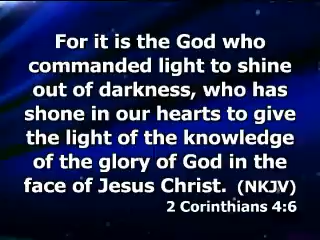 For it is the God who
commanded light to shine
out of darkness, who has
shone in our hearts to give
the light of the knowledge
of the glory of God in the
face of Jesus Christ. (NKJV)
2 Corinthians 4:6